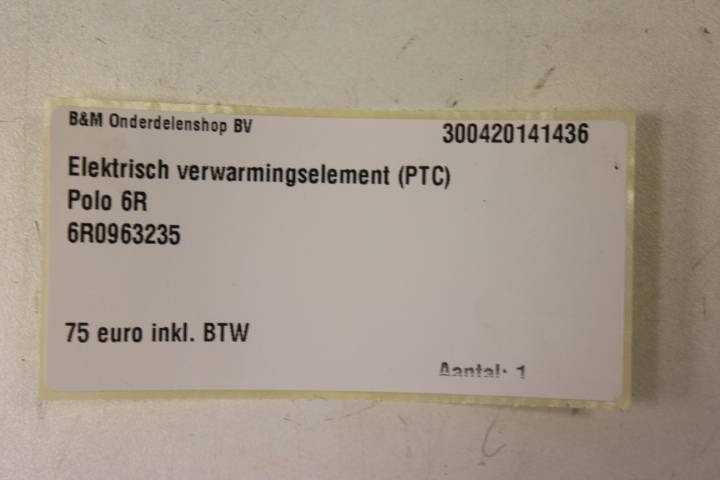 B&M Onderdelenshop BV
300420141436
Elektrisch verwarmingselement (PTC)
Polo 6R
6R0963235
75 euro inkl. BTW
Aantal: 1